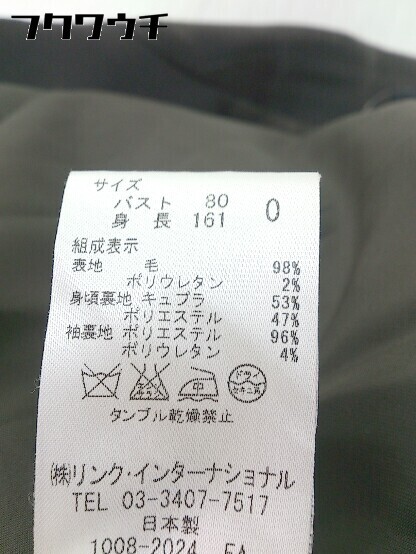 フクウクチ
サイズ
バスト 80 0
身長 161
組成表示
表地 毛 98%
ポリウレタン 2%
身頃裏地 キュプラ 53%
ポリエステル 47%
袖裏地 ポリエステル 96%
ポリウレタン 4%
タンブル乾燥禁止
㈱リンク・インターナショナル
TEL 03-3407-7517
日本製
1008-2024 FA